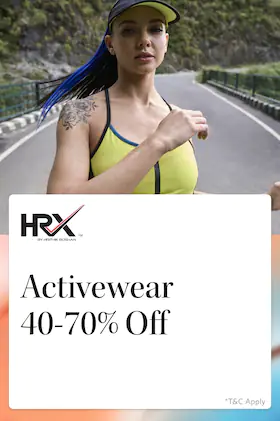 HRX
BY HRITHIK ROSHAN
Activewear
40-70% Off
*T&C Apply